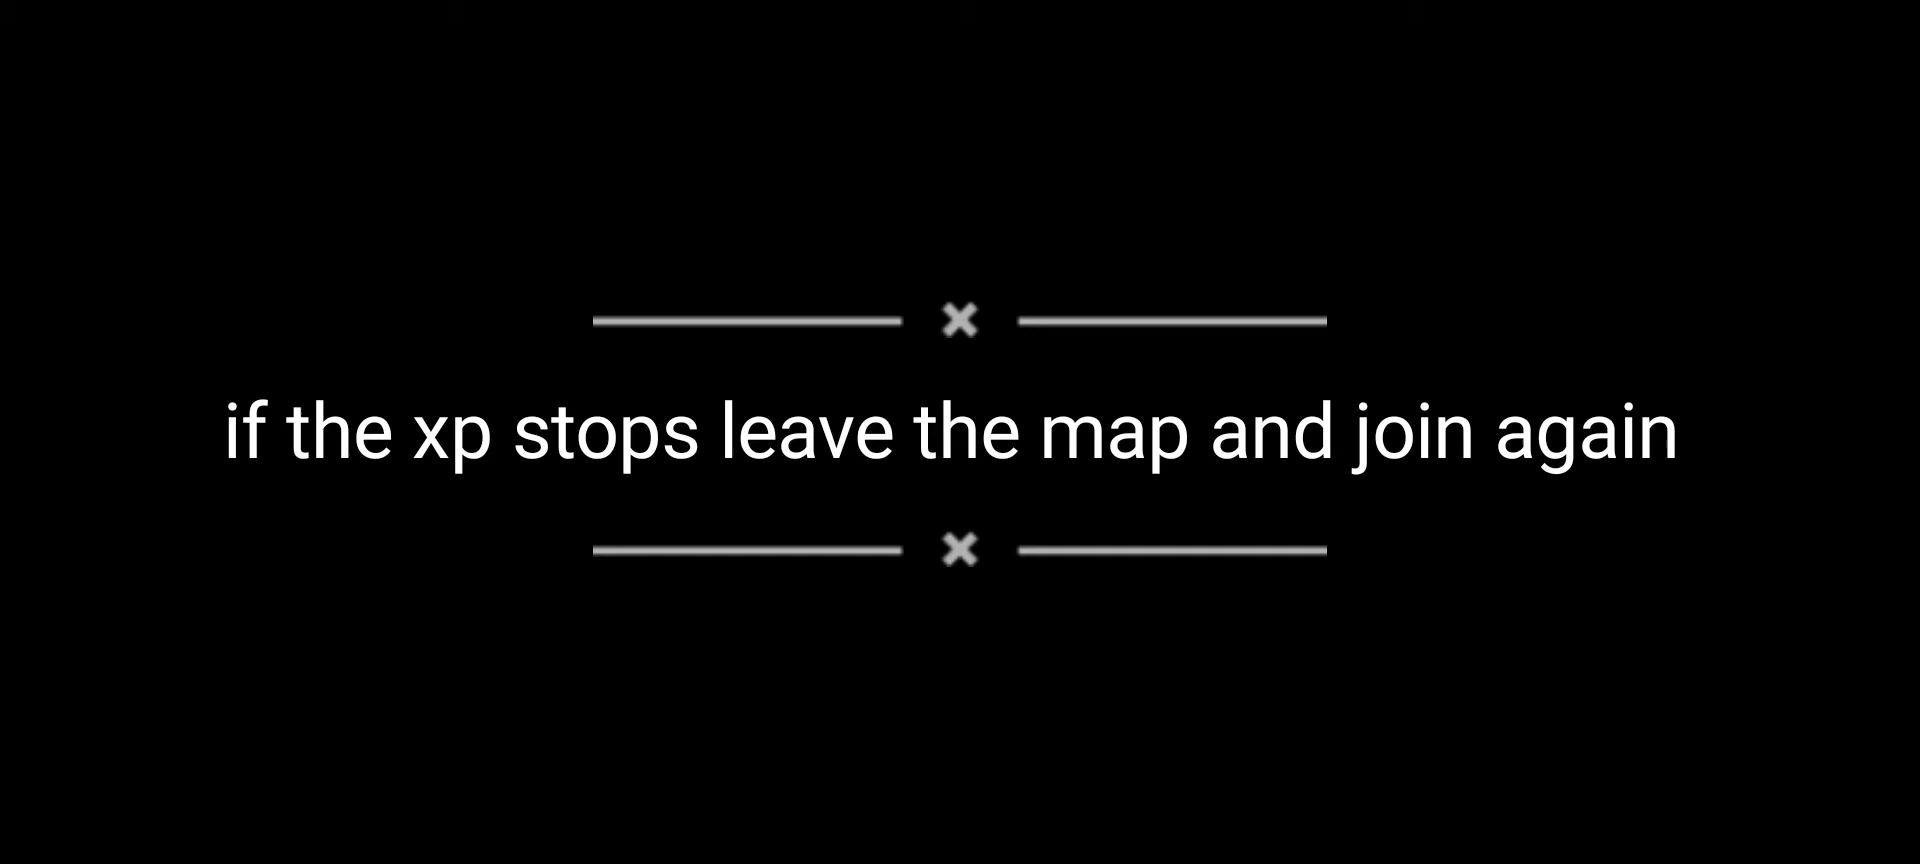 if the xp stops leave the map and join again